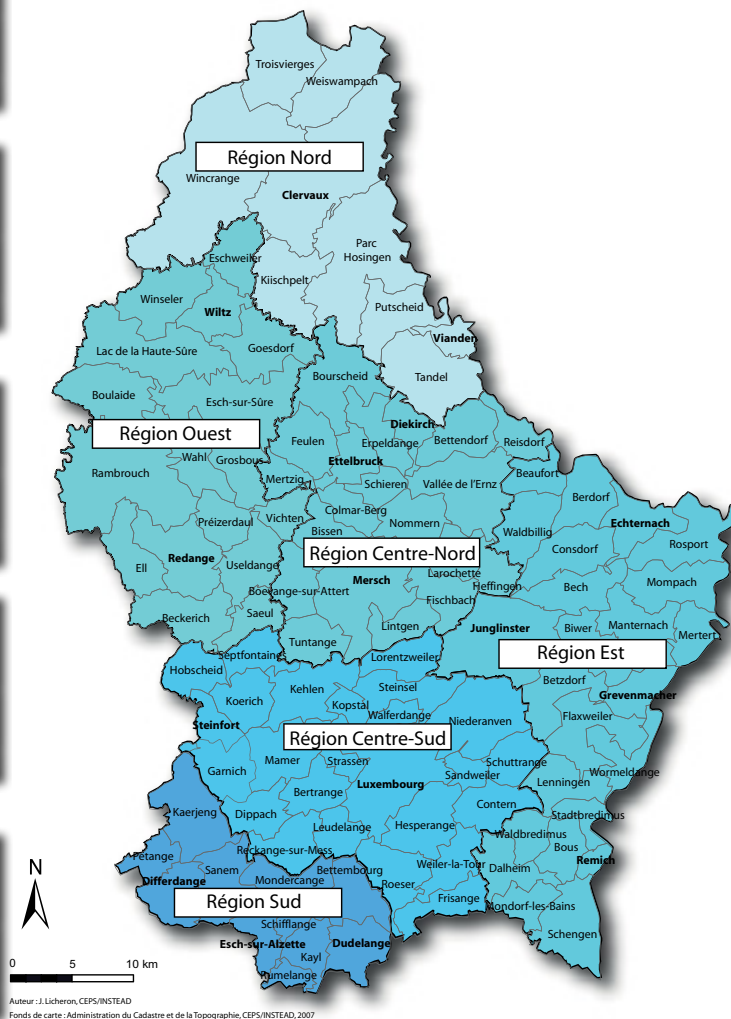 Troisvierges
Weiswampach
Région Nord
Wincrange
Clervaux
Parc
Hosingen
Eschweiler
Kiischpelt
Winseler
Wiltz
Putscheid
Vianden
Lac de la Haute-Sûre
Goesdorf
Bourscheid
Tandel
Boulaide
Esch-sur-Sûre
Diekirch
Région Ouest
Feulen
Erpeldange
Bettendorf
Reisdorf
Wahl
Grosbous
Ettelbruck
Rambrouch
Mertzig
Schieren
Vallée de l'Ernz
Beaufort
Berdorf
Colmar-Berg
Préizerdaul
Vichten
Bissen
Nommern
Waldbillig
Echternach
Consdorf
Rosport
Région Centre-Nord
Redange
Useldange
Ell
Mersch
Larochette
Heffingen
Bech
Mompach
Boevange-sur-Attert
Fischbach
Beckerich
Saeul
Lintgen
Junglinster
Biwer
Manternach
Mertert
Tuntange
Région Est
Septfontaines
Lorentzweiler
Hobscheid
Kehlen
Steinsel
Betzdorf
Koerich
Kopstal
Grevenmacher
Steinfort
Walferdange
Niederanven
Flaxweiler
Région Centre-Sud
Garnich
Mamer
Strassen
Schuttrange
Sandweiler
Wormeldange
Luxembourg
Lenningen
Bertrange
Contern
Kaerjeng
Dippach
Leudelange
Hesperange
Stadtbredimus
Waldbredimus
Bous
Reckange-sur-Mess
Pétange
Sanem
Bettembourg
Weiler-la-Tour
Dalheim
Remich
Differdange
Mondercange
Roeser
Région Sud
Frisange
Mondorf-les-Bains
Schifflange
Schengen
Esch-sur-Alzette
Dudelange
Kayl
Rumelange
N
0 5 10 km
Auteur : J. Licheron, CEPS/INSTEAD
Fonds de carte : Administration du Cadastre et de la Topographie, CEPS/INSTEAD, 2007